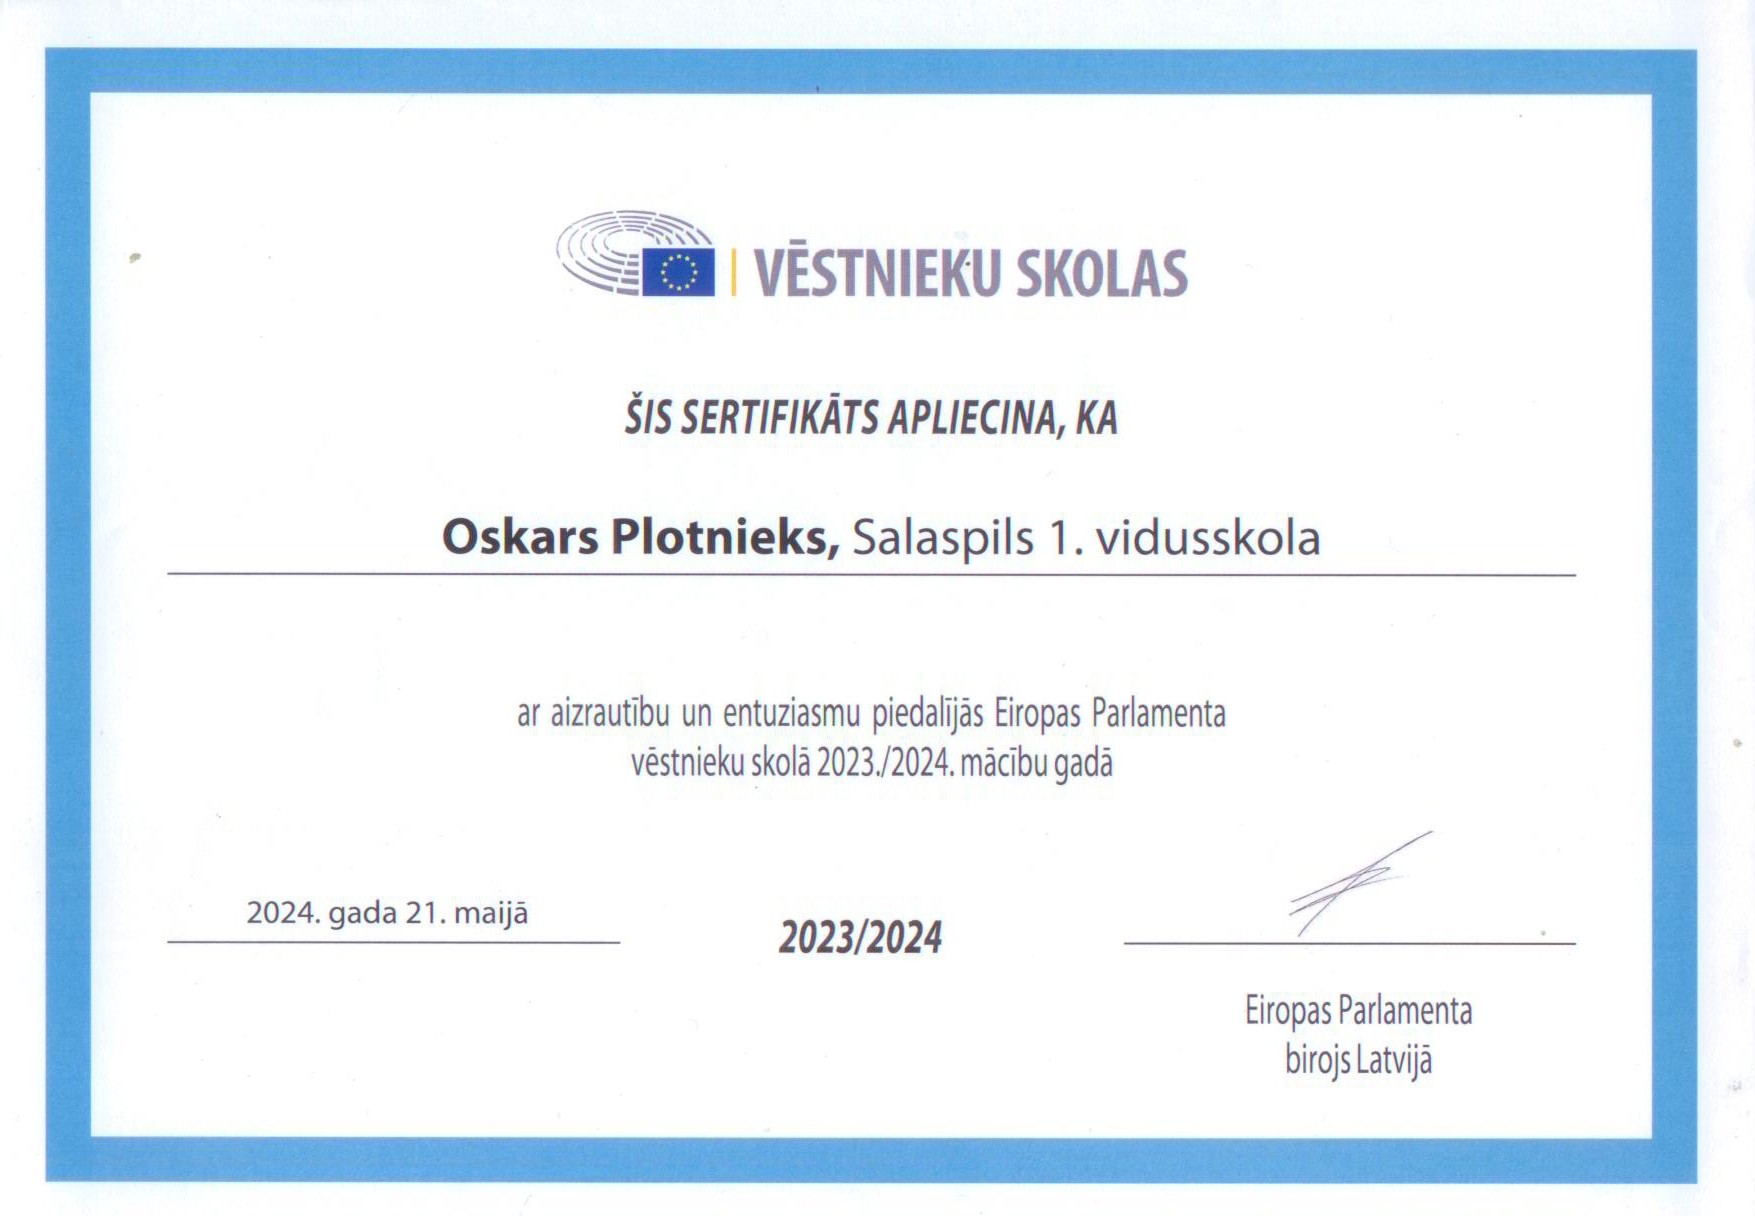 VĒSTNIEKU SKOLAS
ŠIS SERTIFIKĀTS APLIECINA, KA
Oskars Plotnieks, Salaspils 1. vidusskola
ar aizrautību un entuziasmu piedalījās Eiropas Parlamenta
vēstnieku skolā 2023./2024. mācību gadā
2024. gada 21. maijā
2023/2024
Eiropas Parlamenta
birojs Latvijā